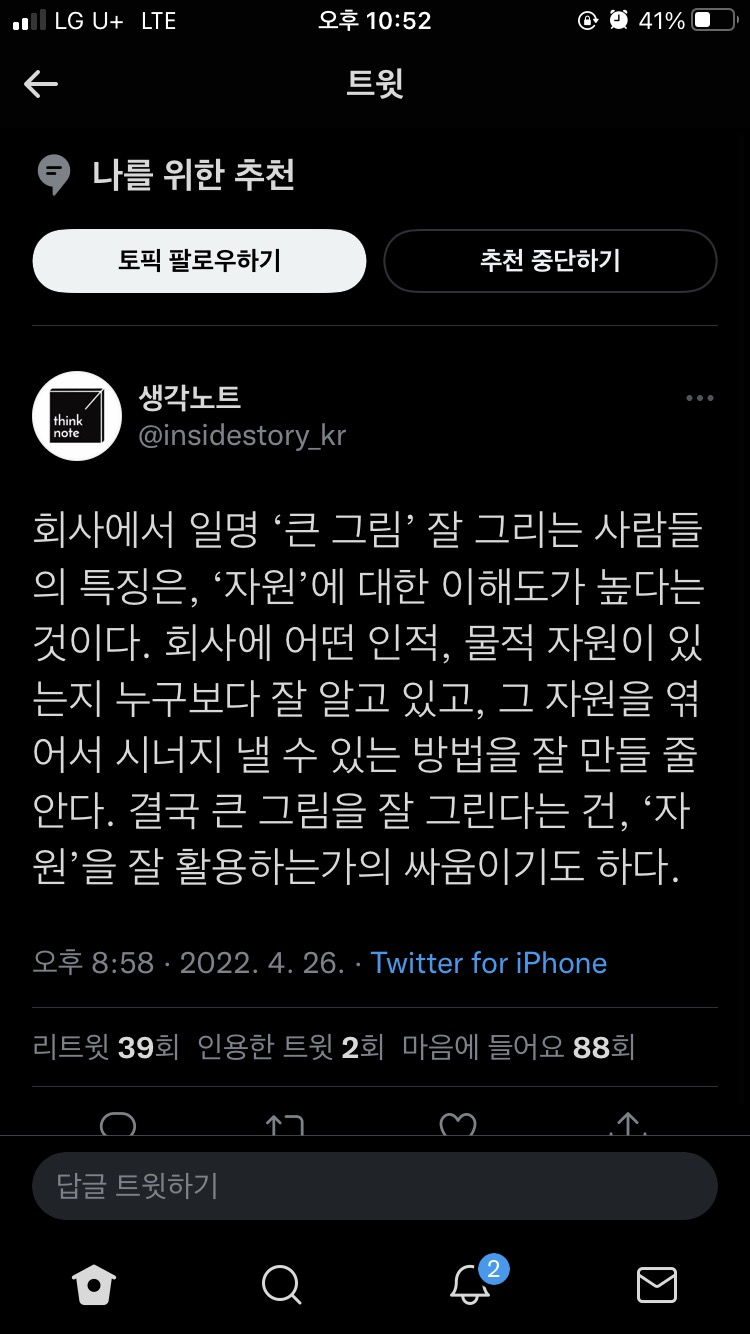 LG U+ LTE 오후 10:52 41%
트윗
나를 위한 추천
토픽 팔로우하기 추천 중단하기
think
note
생각노트
@insidestory_kr
회사에서 일명 ‘큰 그림’ 잘 그리는 사람들
의 특징은, ‘자원’에 대한 이해도가 높다는
것이다. 회사에 어떤 인적, 물적 자원이 있
는지 누구보다 잘 알고 있고, 그 자원을 엮
어서 시너지 낼 수 있는 방법을 잘 만들 줄
안다. 결국 큰 그림을 잘 그린다는 건, ‘자
원’을 잘 활용하는가의 싸움이기도 하다.
오후 8:58 · 2022. 4. 26. · Twitter for iPhone
리트윗 39회 인용한 트윗 2회 마음에 들어요 88회
답글 트윗하기
2